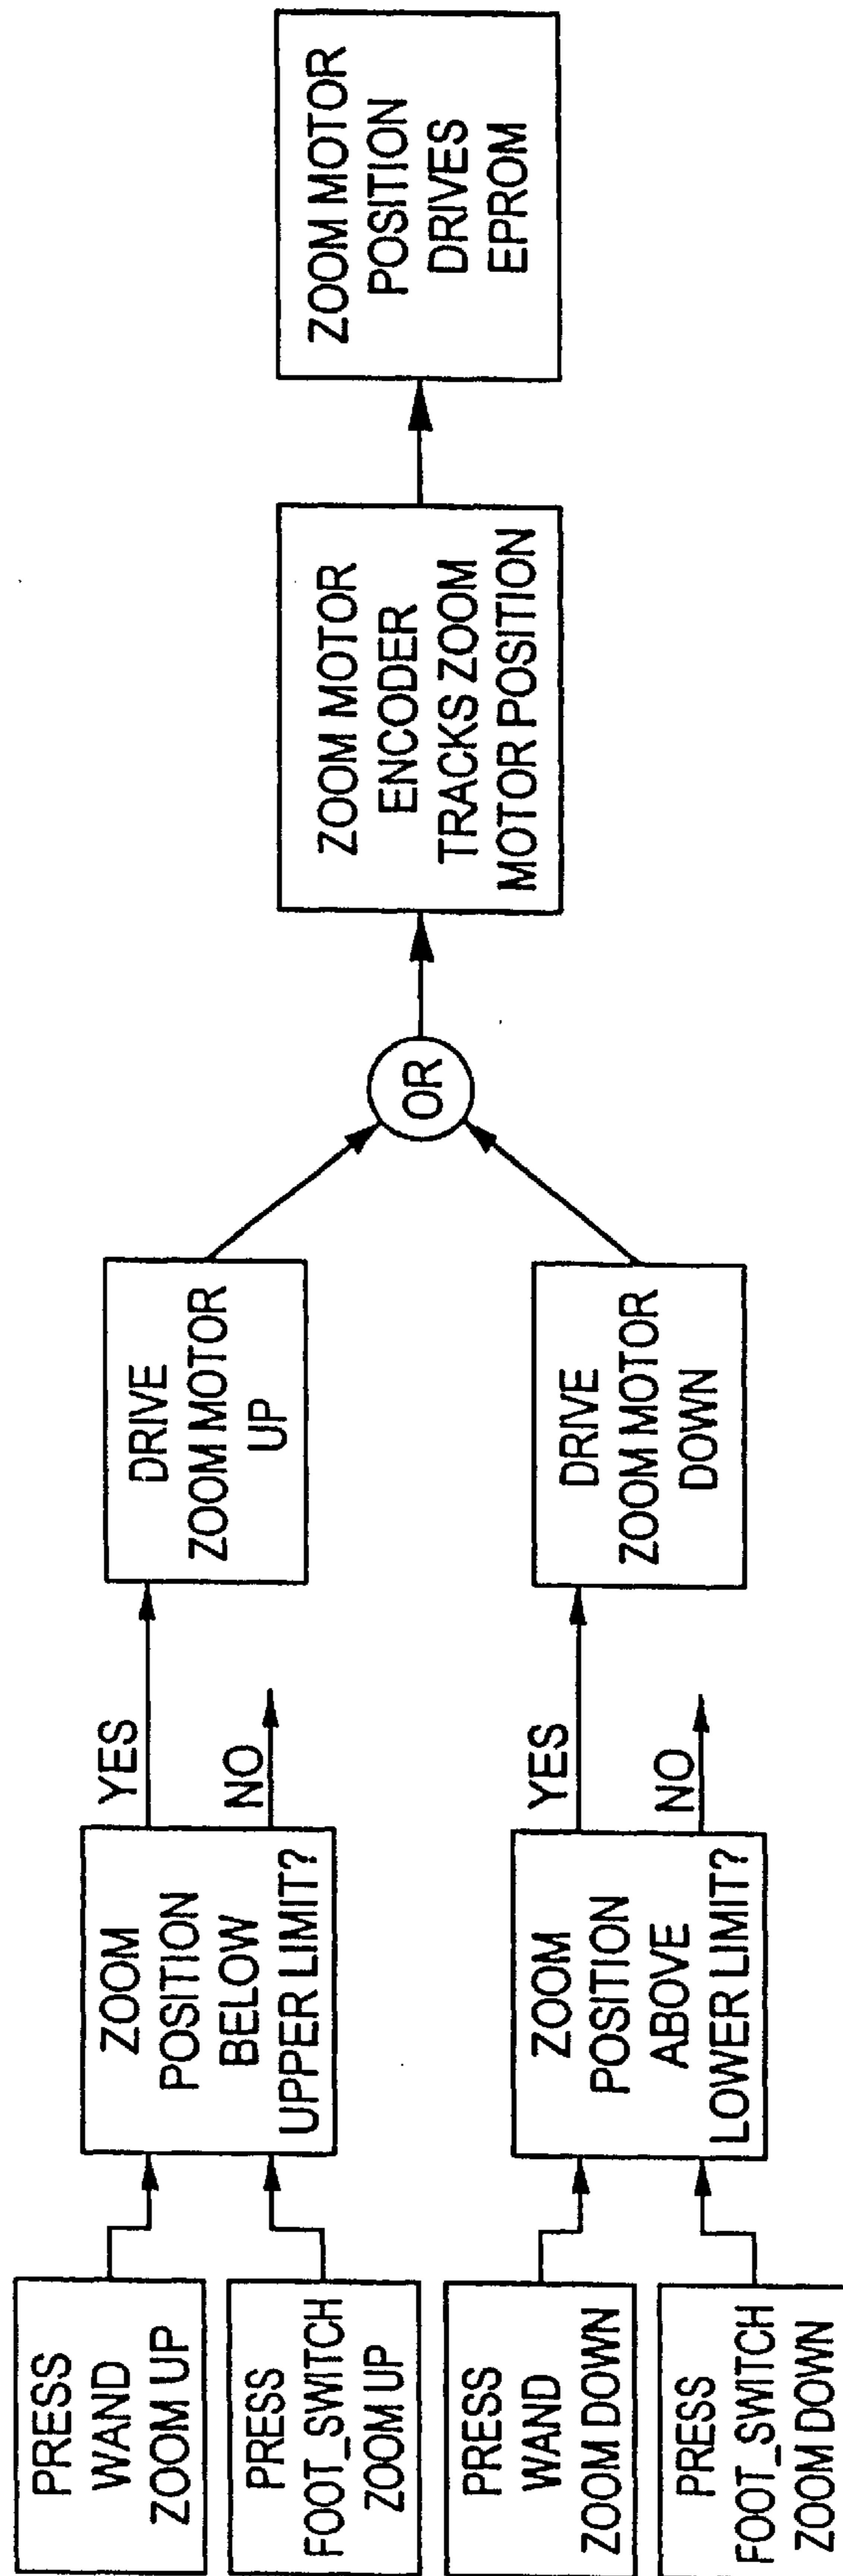 PRESS
WAND
ZOOM UP
PRESS
FOOT_SWITCH
ZOOM UP
PRESS
WAND
ZOOM DOWN
PRESS
FOOT_SWITCH
ZOOM DOWN
ZOOM
POSITION
BELOW
UPPER LIMIT?
YES
NO
ZOOM
POSITION
ABOVE
LOWER LIMIT?
YES
NO
DRIVE
ZOOM MOTOR
UP
DRIVE
ZOOM MOTOR
DOWN
OR
ZOOM MOTOR
ENCODER
TRACKS ZOOM
MOTOR POSITION
ZOOM MOTOR
POSITION
DRIVES
EPROM